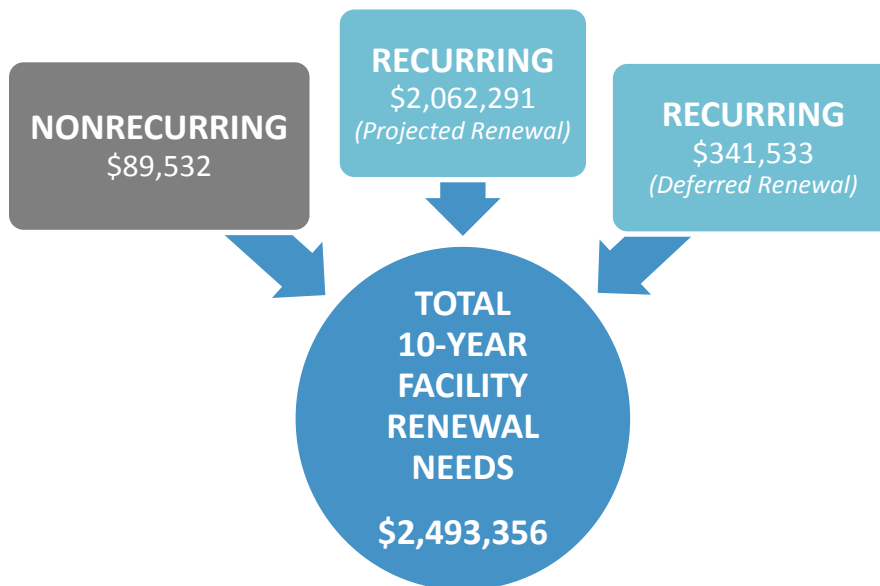 NONRECURRING
$89,532
RECURRING
$2,062,291
(Projected Renewal)
RECURRING
$341,533
(Deferred Renewal)
TOTAL
10-YEAR
FACILITY
RENEWAL
NEEDS
$2,493,356